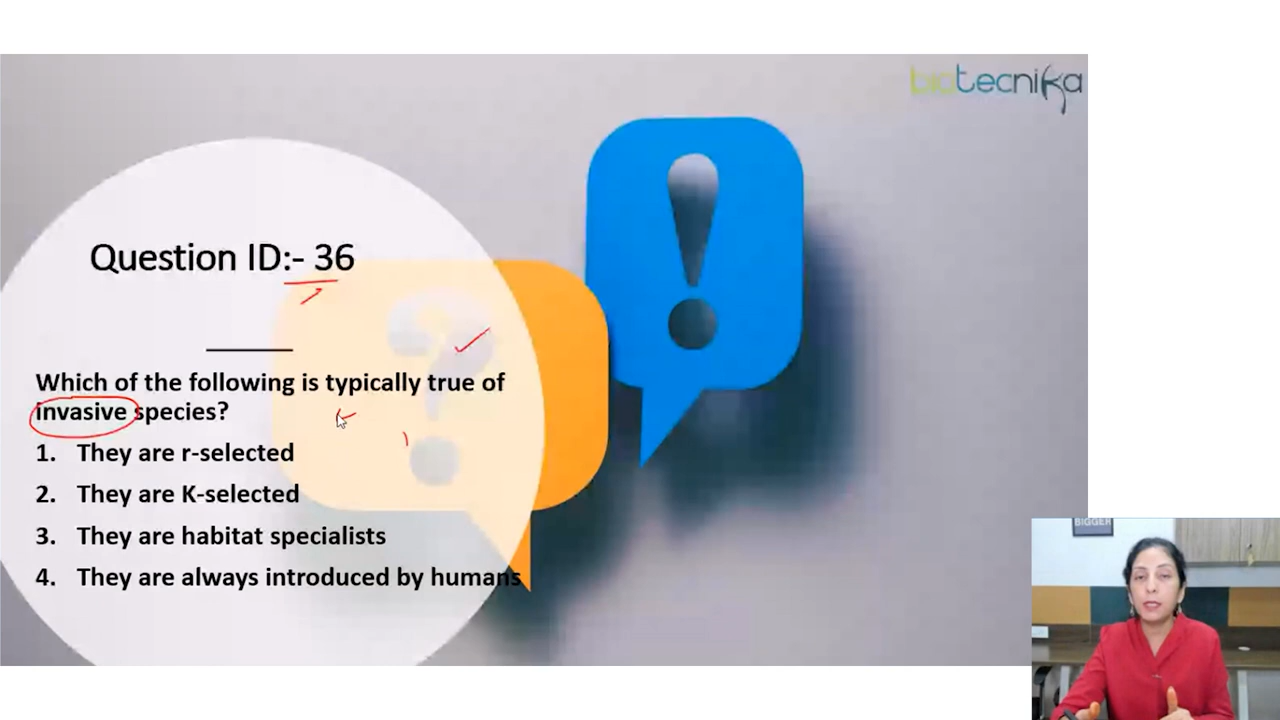 biotecnika
Question ID:- 36
Which of the following is typically true of
invasive species?
1. They are r-selected
2. They are K-selected
3. They are habitat specialists
4. They are always introduced by humans
BIGGER